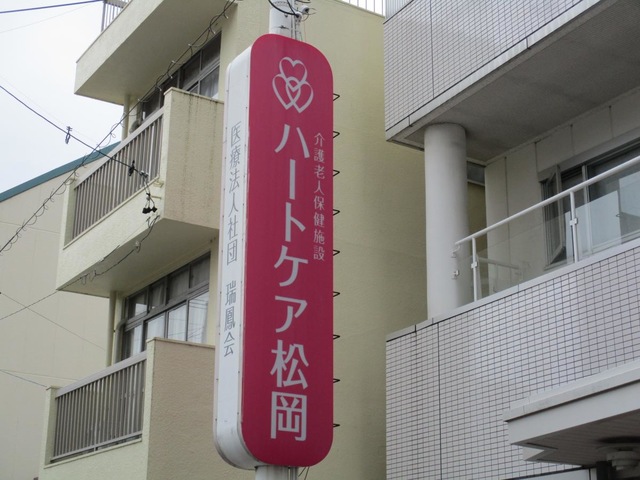 介護老人保健施設
ハートケア松岡
医療法人社団 瑞鳳会